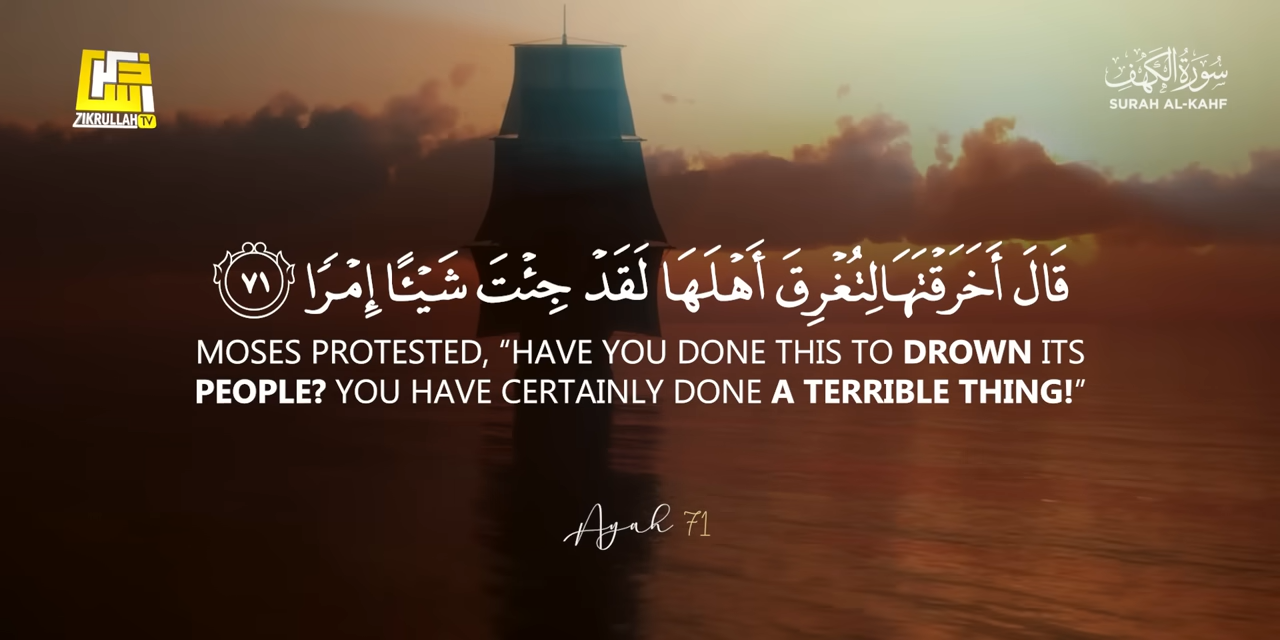 ZIKRULLAH TV
سُورَةُ الكَهْفِ
SURAH AL-KAHF
قَالَ أَخَرَقْتَهَا لِتُغْرِقَ أَهْلَهَا لَقَدْ جِئْتَ شَيْئًا إِمْرًا ٧١
MOSES PROTESTED, “HAVE YOU DONE THIS TO DROWN ITS
PEOPLE? YOU HAVE CERTAINLY DONE A TERRIBLE THING!”
Ayah 71